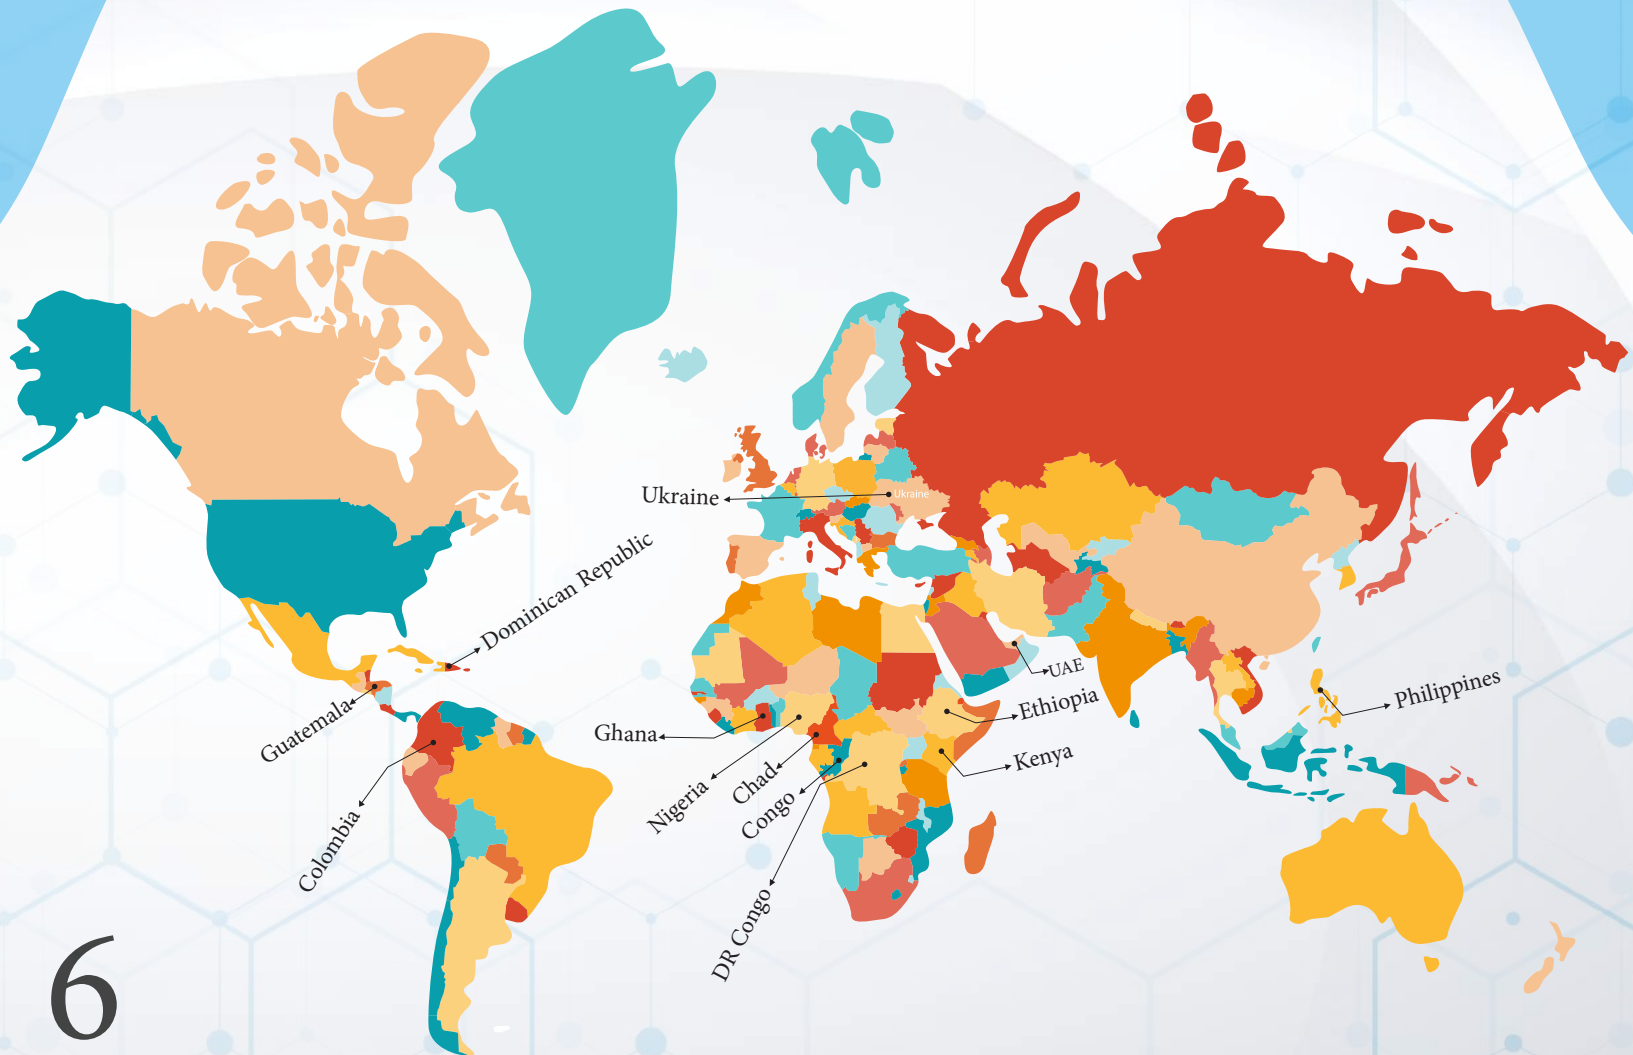 Ukraine
Ukraine
Dominican Republic
Guatemala
Colombia
Ghana
Nigeria
Chad
Congo
DR Congo
UAE
Ethiopia
Kenya
Philippines
6